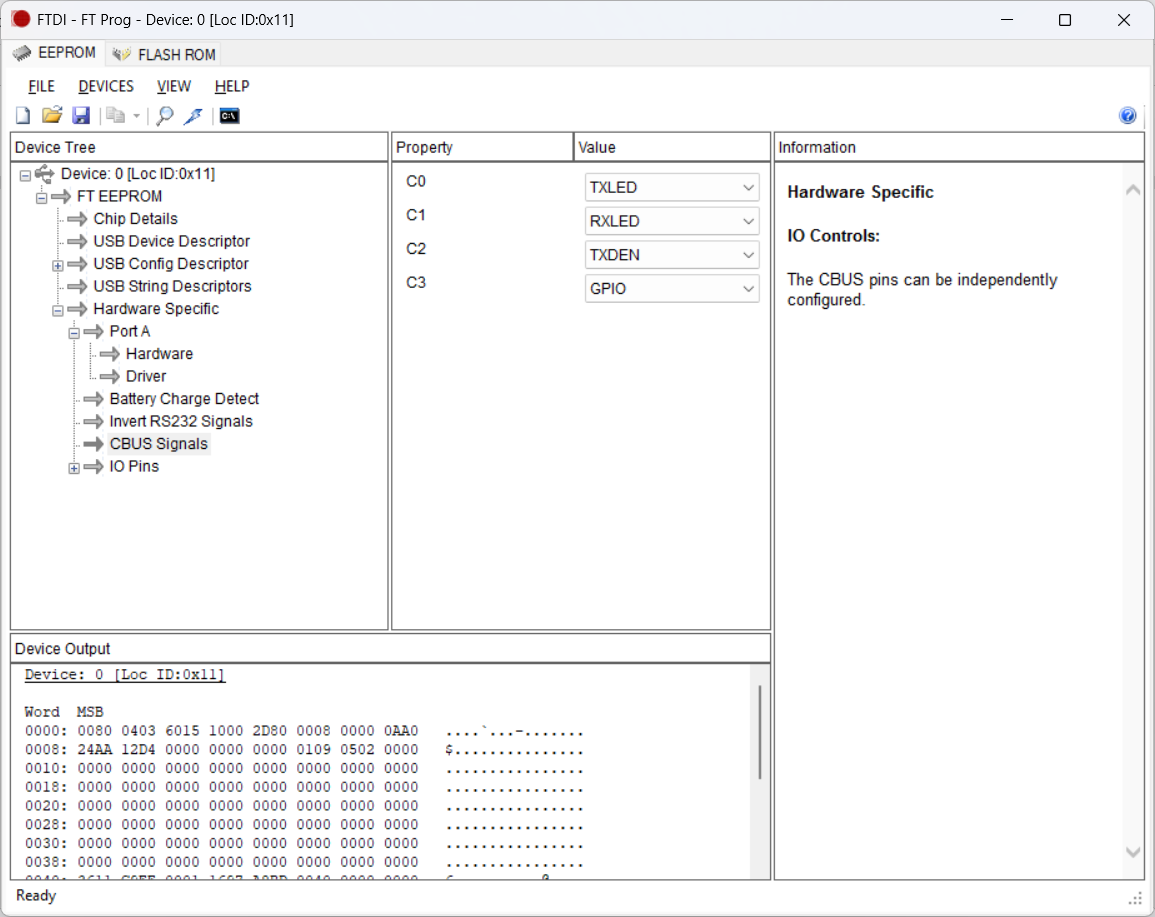 FTDI - FT Prog - Device: 0 [Loc ID:0x11]
EEPROM FLASH ROM
FILE DEVICES VIEW HELP
C:\
Device Tree
Device: 0 [Loc ID:0x11]
FT EEPROM
Chip Details
USB Device Descriptor
USB Config Descriptor
USB String Descriptors
Hardware Specific
Port A
Hardware
Driver
Battery Charge Detect
Invert RS232 Signals
CBUS Signals
IO Pins
Property Value
C0 TXLED
C1 RXLED
C2 TXDEN
C3 GPIO
Information
Hardware Specific
IO Controls:
The CBUS pins can be independently
configured.
Device Output
Device: 0 [Loc ID:0x11]
Word MSB
0000: 0080 0403 6015 1000 2D80 0008 0000 0AA0 ....`...-.......
0008: 24AA 12D4 0000 0000 0000 0109 0502 0000 $...............
0010: 0000 0000 0000 0000 0000 0000 0000 0000 ................
0018: 0000 0000 0000 0000 0000 0000 0000 0000 ................
0020: 0000 0000 0000 0000 0000 0000 0000 0000 ................
0028: 0000 0000 0000 0000 0000 0000 0000 0000 ................
0030: 0000 0000 0000 0000 0000 0000 0000 0000 ................
0038: 0000 0000 0000 0000 0000 0000 0000 0000 ................
Ready